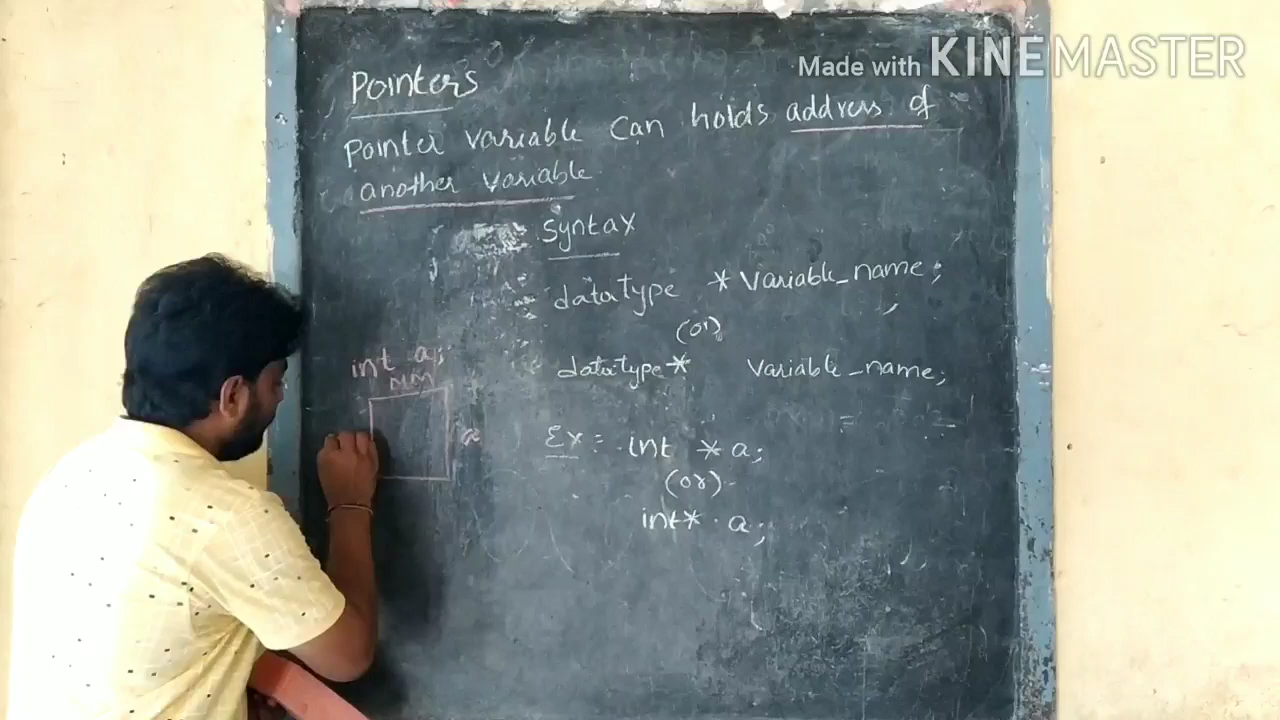 Made with KINEMASTER
Pointers
Pointer variable can holds address of
another variable
Syntax
datatype *variable_name;
(or)
datatype* variable_name;
Ex = int *a;
(or)
int* a;
int a;
a